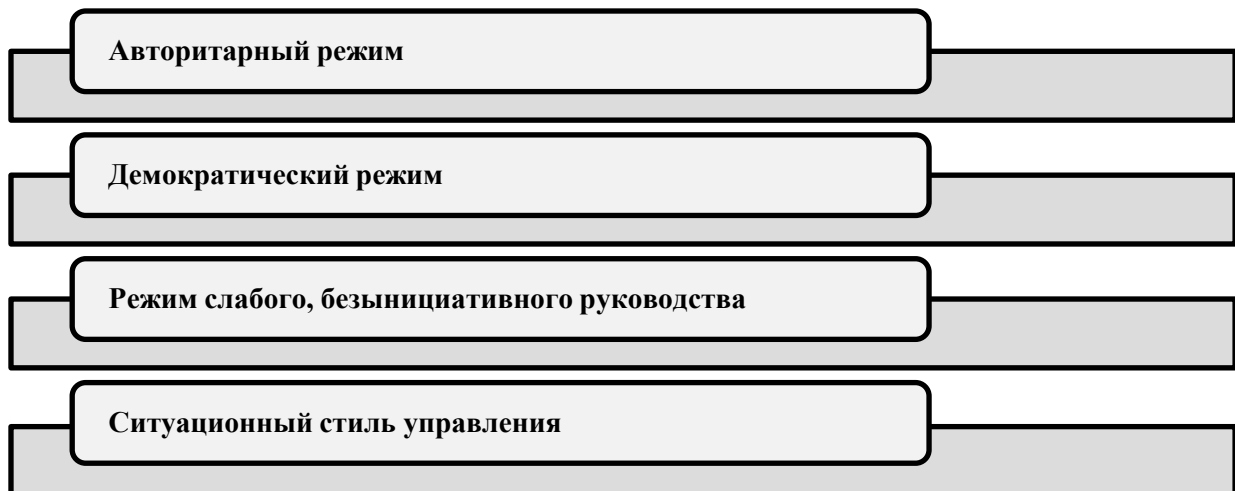 Авторитарный режим
Демократический режим
Режим слабого, безынициативного руководства
Ситуационный стиль управления